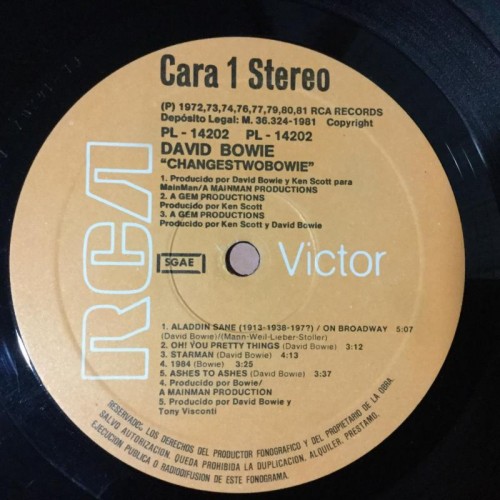 Cara 1 Stereo
(P) 1972,73,74,76,77,79,80,81 RCA RECORDS
Depósito Legal: M. 36.324-1981 Copyright
PL - 14202 PL - 14202
DAVID BOWIE
"CHANGESTWOBOWIE"
1. Producido por David Bowie y Ken Scott para
MainMan/A MAINMAN PRODUCTIONS
2. A GEM PRODUCTIONS
Producido por Ken Scott
3. A GEM PRODUCTIONS
Producido por Ken Scott y David Bowie
RCA
SGAE
Victor
1. ALADDIN SANE (1913-1938-197?) / ON BROADWAY 5:07
(David Bowie)/(Mann-Weil-Lieber-Stoller)
2. OH! YOU PRETTY THINGS (David Bowie) 3:12
3. STARMAN (David Bowie) 4:13
4. 1984 (Bowie) 3:25
5. ASHES TO ASHES (David Bowie) 3:37
4. Producido por Bowie/
A MAINMAN PRODUCTION
5. Producido por David Bowie y
Tony Visconti
RESERVADOS LOS DERECHOS DEL PRODUCTOR FONOGRAFICO Y DEL PROPIETARIO DE LA OBRA.
SALVO AUTORIZACION, QUEDA PROHIBIDA LA DUPLICACION, ALQUILER, PRESTAMO,
EJECUCION PUBLICA O RADIODIFUSION DE ESTE FONOGRAMA.